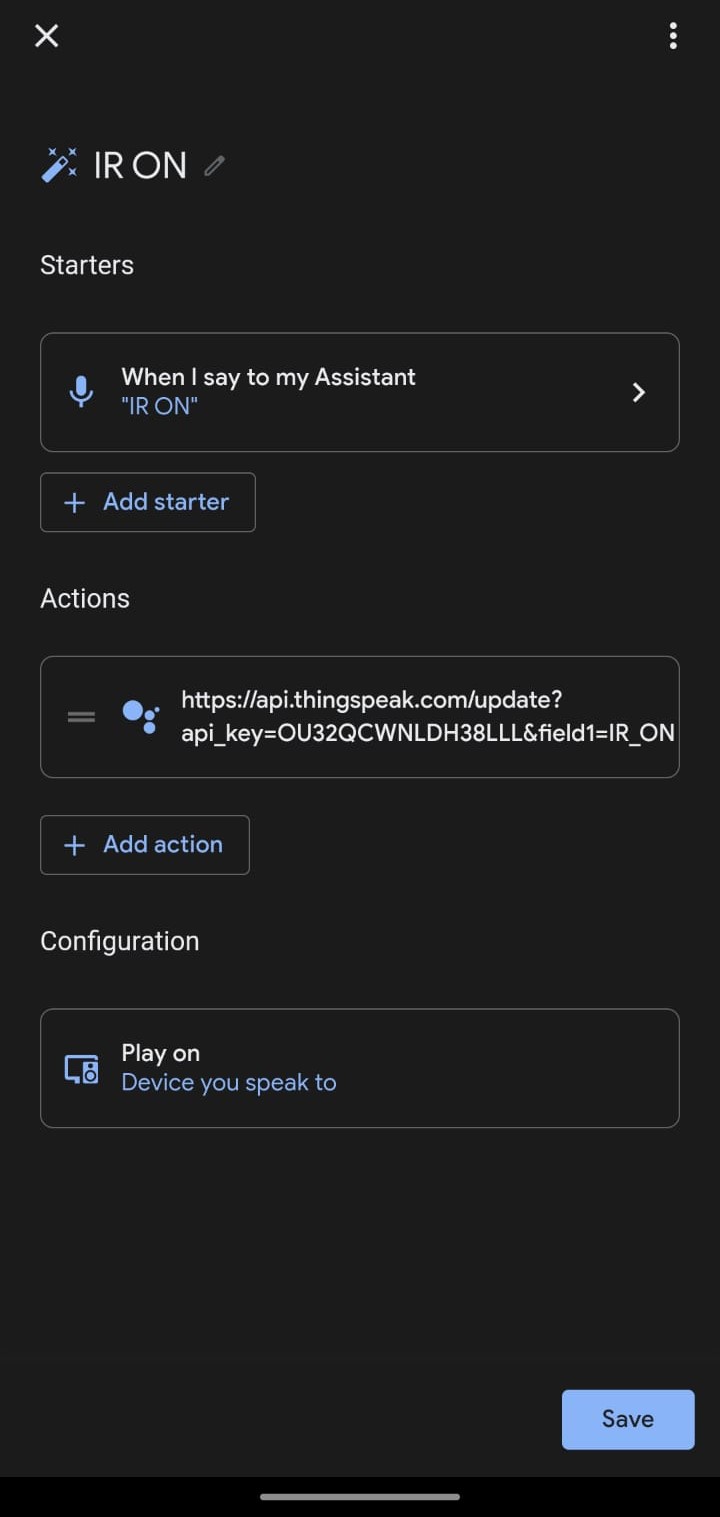 IR ON
Starters
When I say to my Assistant
"IR ON"
Add starter
Actions
https://api.thingspeak.com/update?
api_key=OU32QCWNLDH38LLL&field1=IR_ON
Add action
Configuration
Play on
Device you speak to
Save